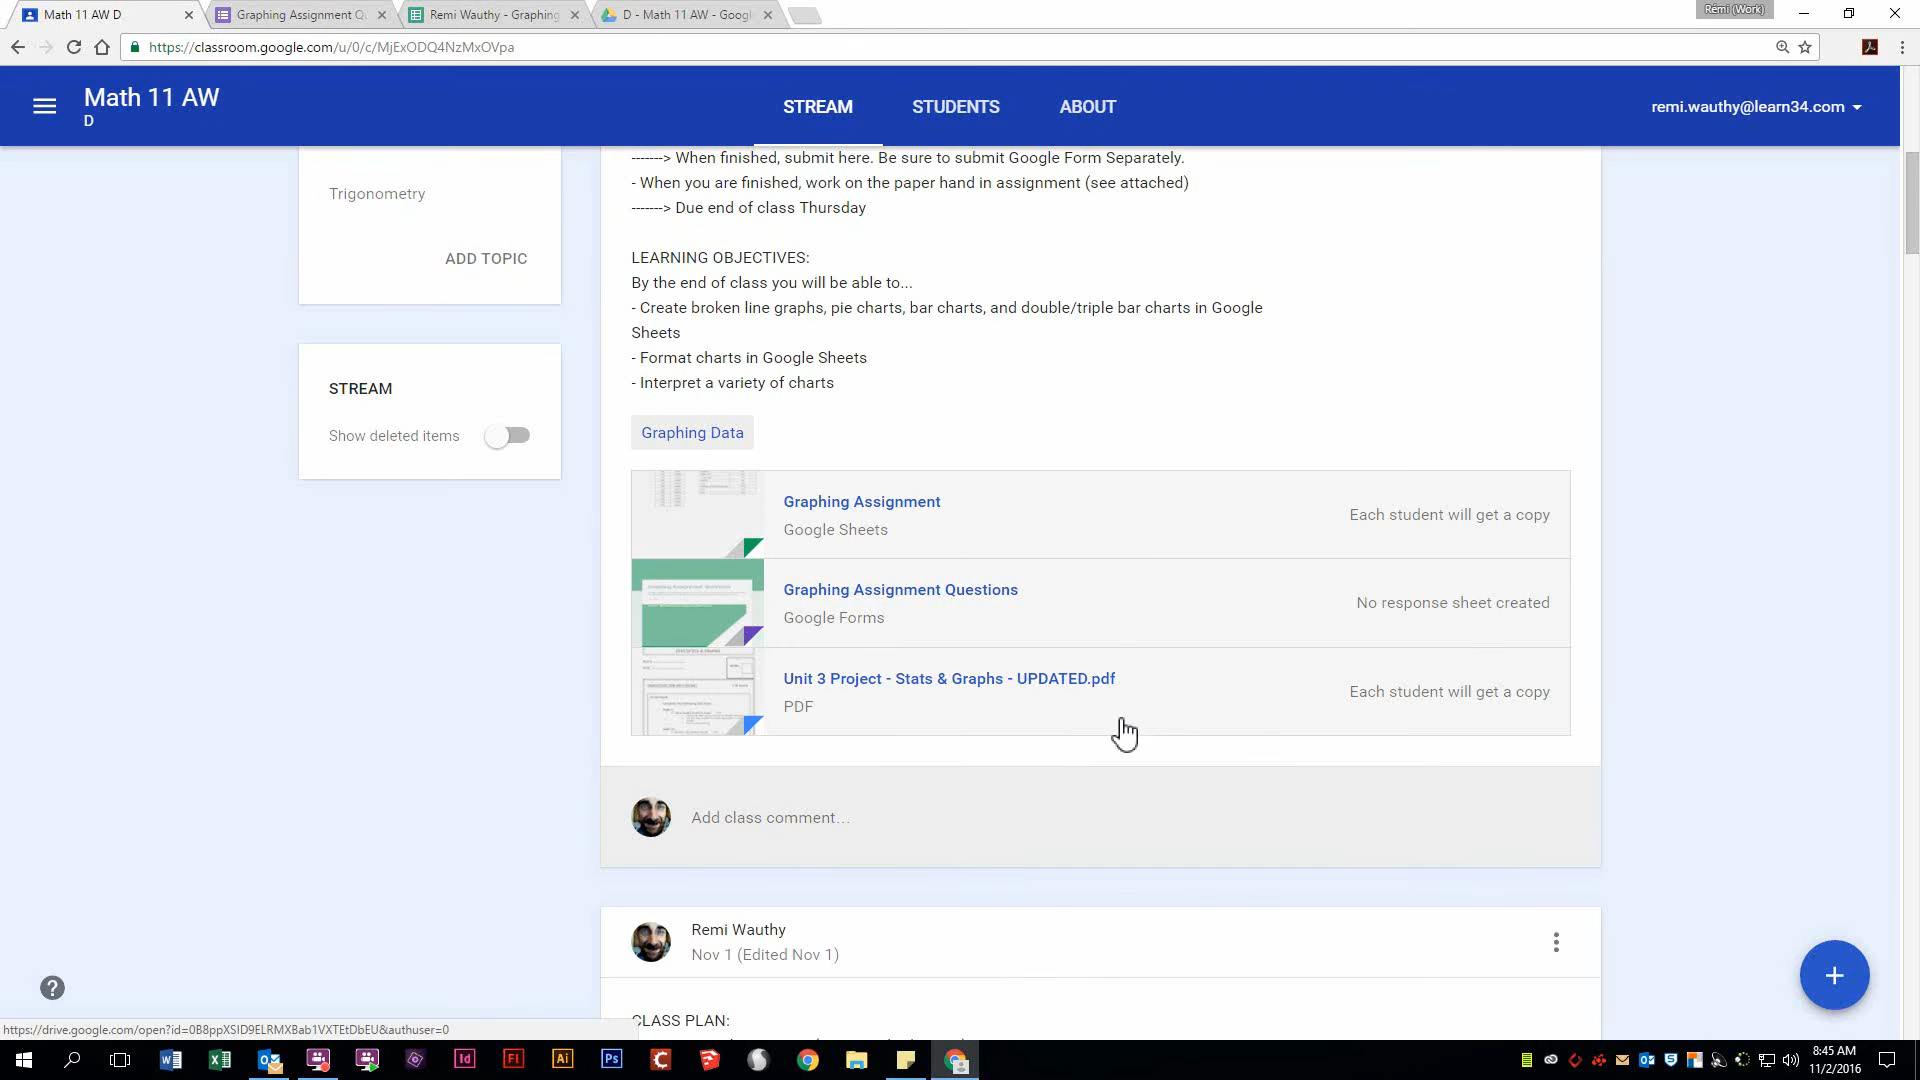 Math 11 AW D
Graphing Assignment Qu
Remi Wauthy - Graphing
D - Math 11 AW - Googl
Rémi (Work)
https://classroom.google.com/u/0/c/MjExODQ4NzMxOVpa
Math 11 AW
D
STREAM
STUDENTS
ABOUT
remi.wauthy@learn34.com
Trigonometry
ADD TOPIC
STREAM
Show deleted items
-------> When finished, submit here. Be sure to submit Google Form Separately.
- When you are finished, work on the paper hand in assignment (see attached)
-------> Due end of class Thursday
LEARNING OBJECTIVES:
By the end of class you will be able to...
- Create broken line graphs, pie charts, bar charts, and double/triple bar charts in Google
Sheets
- Format charts in Google Sheets
- Interpret a variety of charts
Graphing Data
Graphing Assignment
Google Sheets
Each student will get a copy
Graphing Assignment Questions
Google Forms
No response sheet created
Unit 3 Project - Stats & Graphs - UPDATED.pdf
PDF
Each student will get a copy
Add class comment...
Remi Wauthy
Nov 1 (Edited Nov 1)
CLASS PLAN:
https://drive.google.com/open?id=0B8ppXSID9ELRMXBab1VXTEtDbEU&authuser=0
8:45 AM
11/2/2016